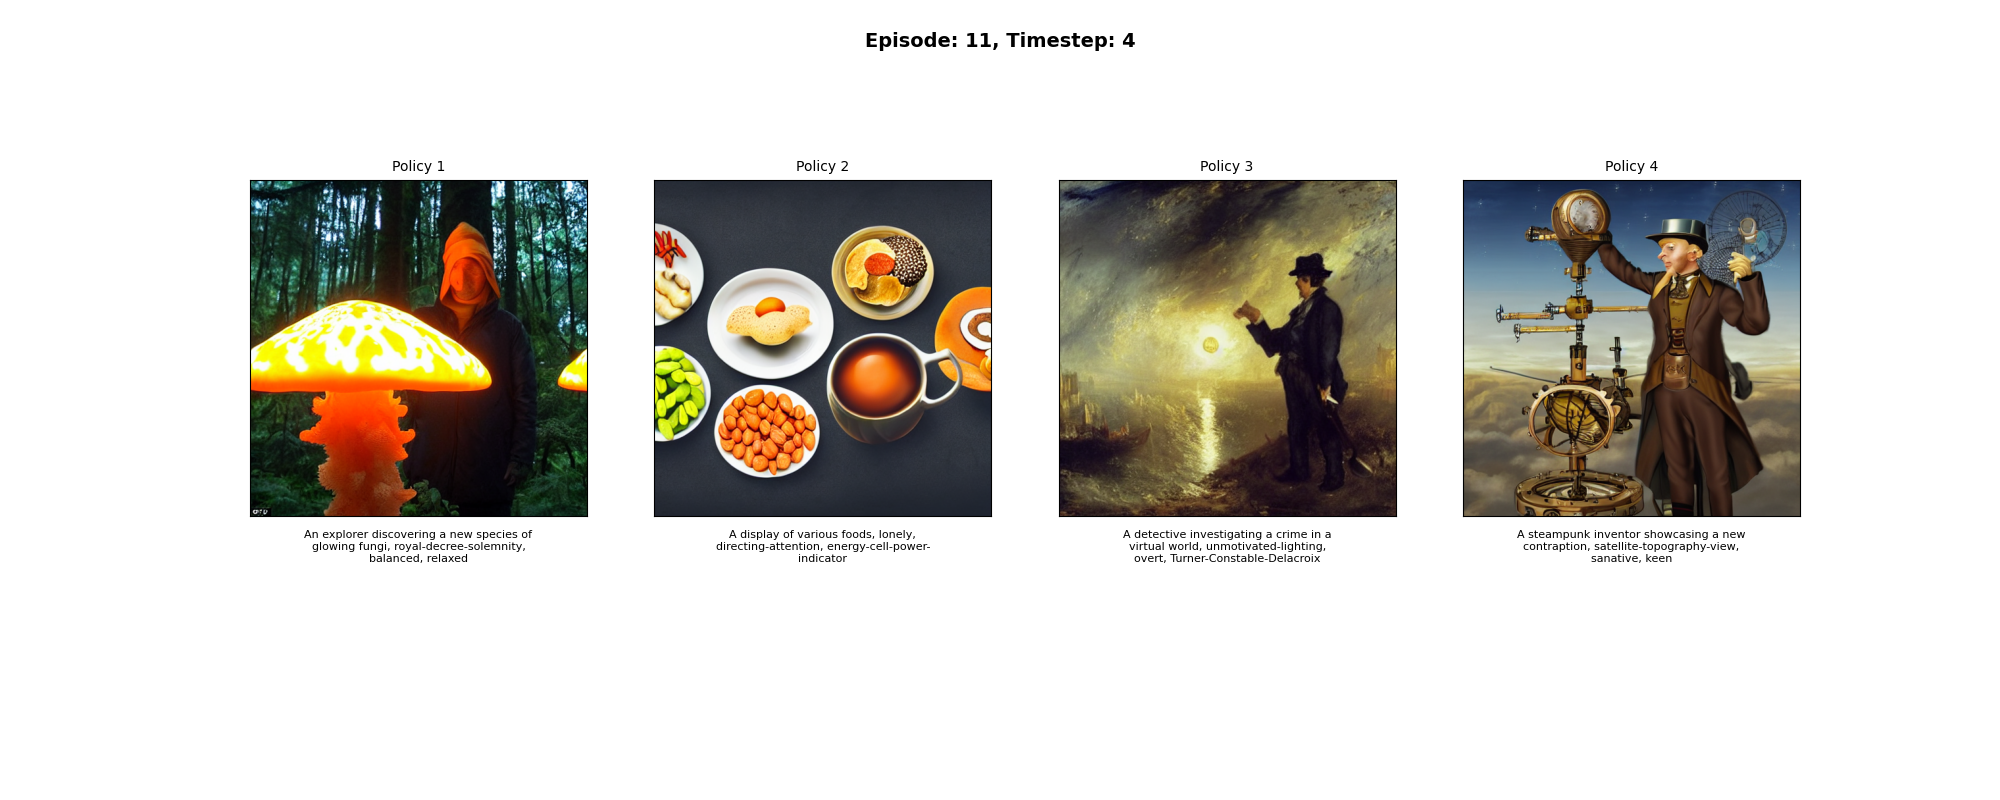 Episode: 11, Timestep: 4
Policy 1
Policy 2
Policy 3
Policy 4
An explorer discovering a new species of
glowing fungi, royal-decree-solemnity,
balanced, relaxed
A display of various foods, lonely,
directing-attention, energy-cell-power-
indicator
A detective investigating a crime in a
virtual world, unmotivated-lighting,
overt, Turner-Constable-Delacroix
A steampunk inventor showcasing a new
contraption, satellite-topography-view,
sanative, keen